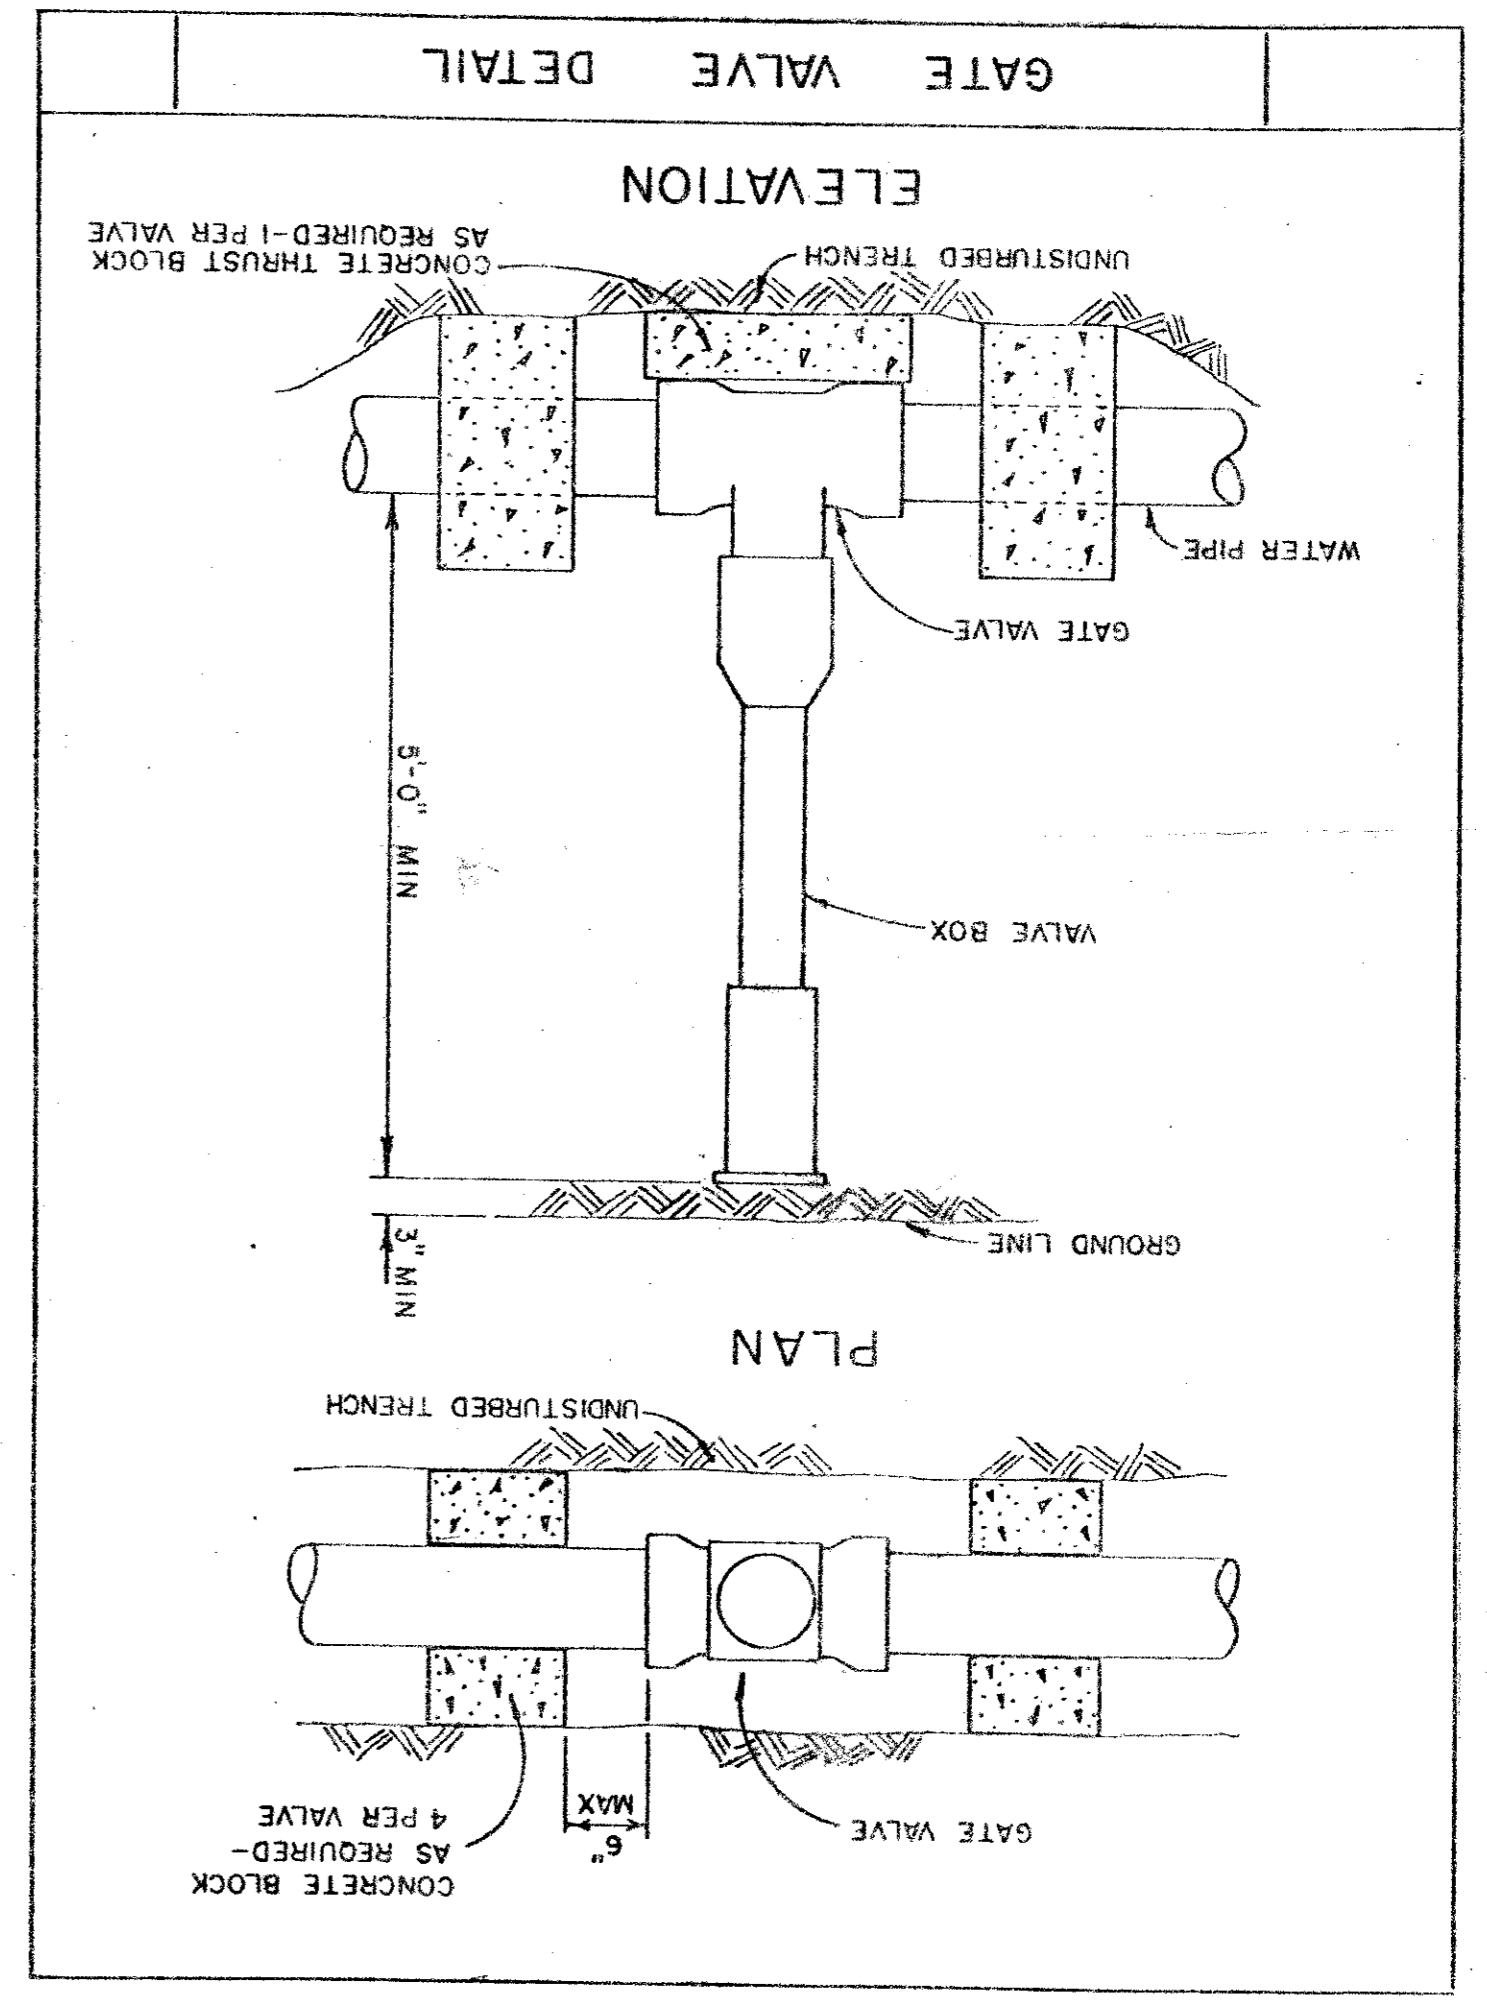 CONCRETE BLOCK
AS REQUIRED-
4 PER VALVE
GATE VALVE
6"
MAX
UNDISTURBED TRENCH
PLAN
GROUND LINE
3" MIN
VALVE BOX
5'-0" MIN
GATE VALVE
WATER PIPE
UNDISTURBED TRENCH
CONCRETE THRUST BLOCK
AS REQUIRED-1 PER VALVE
ELEVATION
GATE VALVE DETAIL